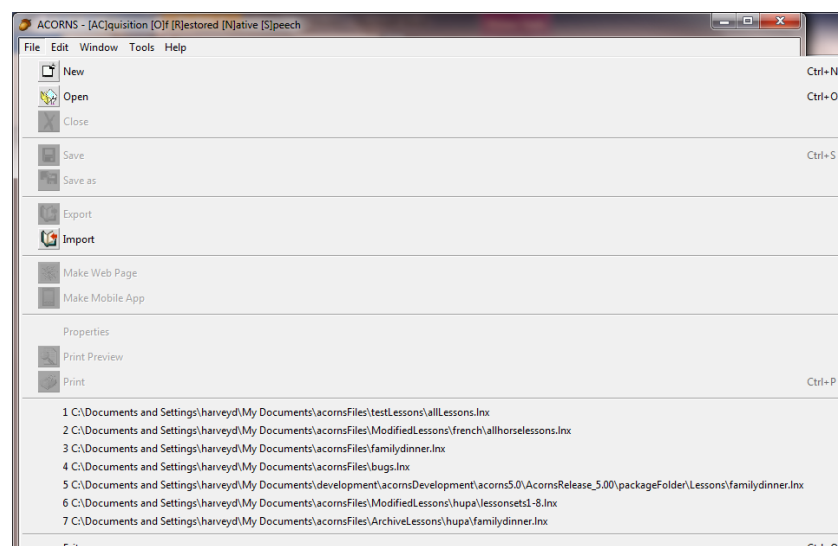 ACORNS - [AC]quisition [O]f [R]estored [N]ative [S]peech
File Edit Window Tools Help
New Ctrl+N
Open Ctrl+O
Close
Save Ctrl+S
Save as
Export
Import
Make Web Page
Make Mobile App
Properties
Print Preview
Print Ctrl+P
1 C:\Documents and Settings\harveyd\My Documents\acornsFiles\testLessons\allLessons.lnx
2 C:\Documents and Settings\harveyd\My Documents\acornsFiles\ModifiedLessons\french\allhorselessons.lnx
3 C:\Documents and Settings\harveyd\My Documents\acornsFiles\familydinner.lnx
4 C:\Documents and Settings\harveyd\My Documents\acornsFiles\bugs.lnx
5 C:\Documents and Settings\harveyd\My Documents\development\acornsDevelopment\acorns5.0\AcornsRelease_5.00\packageFolder\Lessons\familydinner.lnx
6 C:\Documents and Settings\harveyd\My Documents\acornsFiles\ModifiedLessons\hupa\lessonsets1-8.lnx
7 C:\Documents and Settings\harveyd\My Documents\acornsFiles\ArchiveLessons\hupa\familydinner.lnx